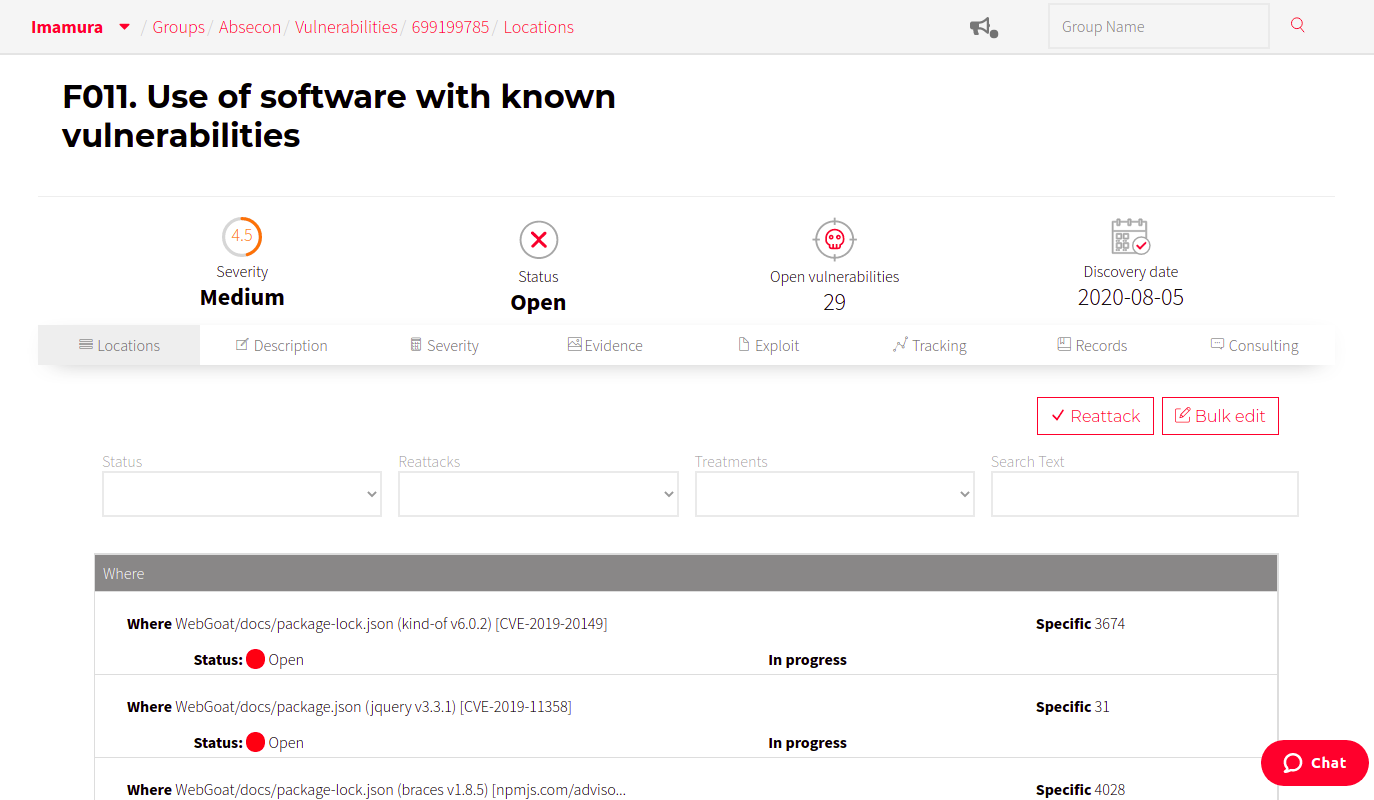 Imamura / Groups / Absecon / Vulnerabilities / 699199785 / Locations
Group Name
F011. Use of software with known
vulnerabilities
4.5
Severity
Medium
Status
Open
Open vulnerabilities
29
Discovery date
2020-08-05
Locations Description Severity Evidence Exploit Tracking Records Consulting
Reattack Bulk edit
Status Reattacks Treatments Search Text
Where
Where WebGoat/docs/package-lock.json (kind-of v6.0.2) [CVE-2019-20149] Specific 3674
Status: Open In progress
Where WebGoat/docs/package.json (jquery v3.3.1) [CVE-2019-11358] Specific 31
Status: Open In progress
Where WebGoat/docs/package-lock.json (braces v1.8.5) [npmjs.com/adviso... Specific 4028
Chat